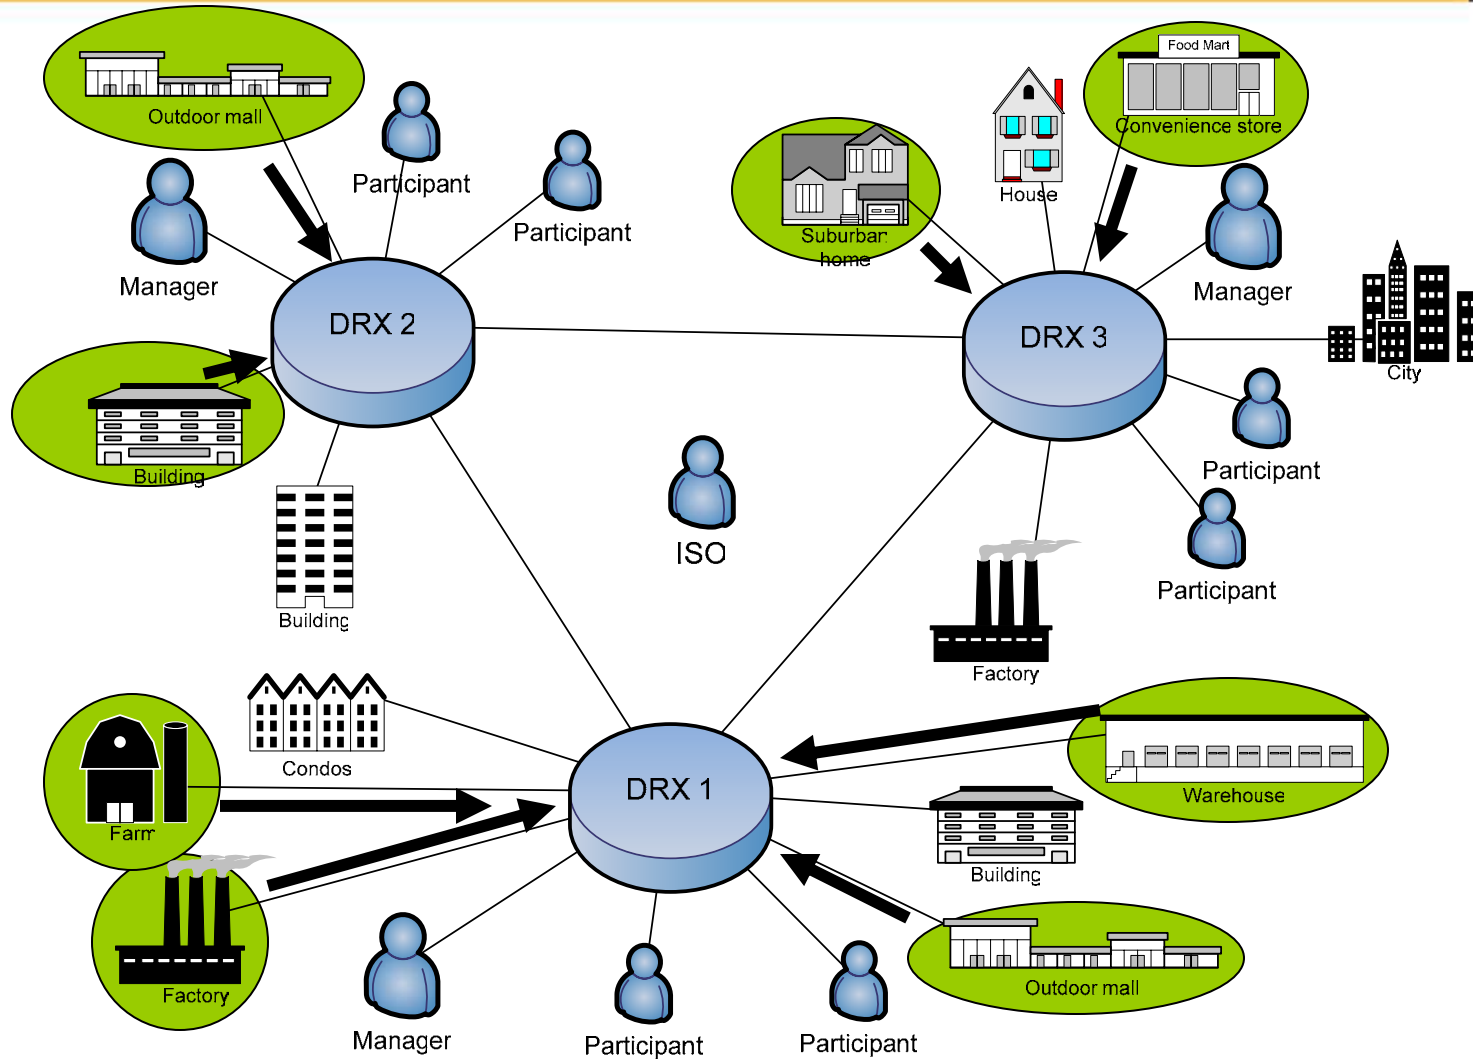 Food Mart
Outdoor mall
Convenience store
Participant
House
Participant
Suburban
home
Manager
Manager
DRX 2
DRX 3
City
Building
Participant
ISO
Participant
Building
Factory
Condos
DRX 1
Warehouse
Farm
Building
Outdoor mall
Factory
Manager
Participant
Participant